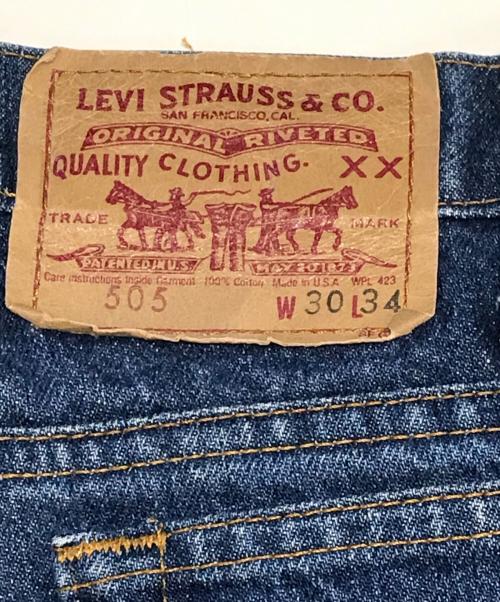 LEVI STRAUSS & CO.
SAN FRANCISCO, CAL.
ORIGINAL RIVETED
QUALITY CLOTHING. XX
TRADE MARK
PATENTED IN U.S. MAY 20 1873
Care instructions inside Garment 100% Cotton Made in U.S.A WPL 423
505 W 30 L 34